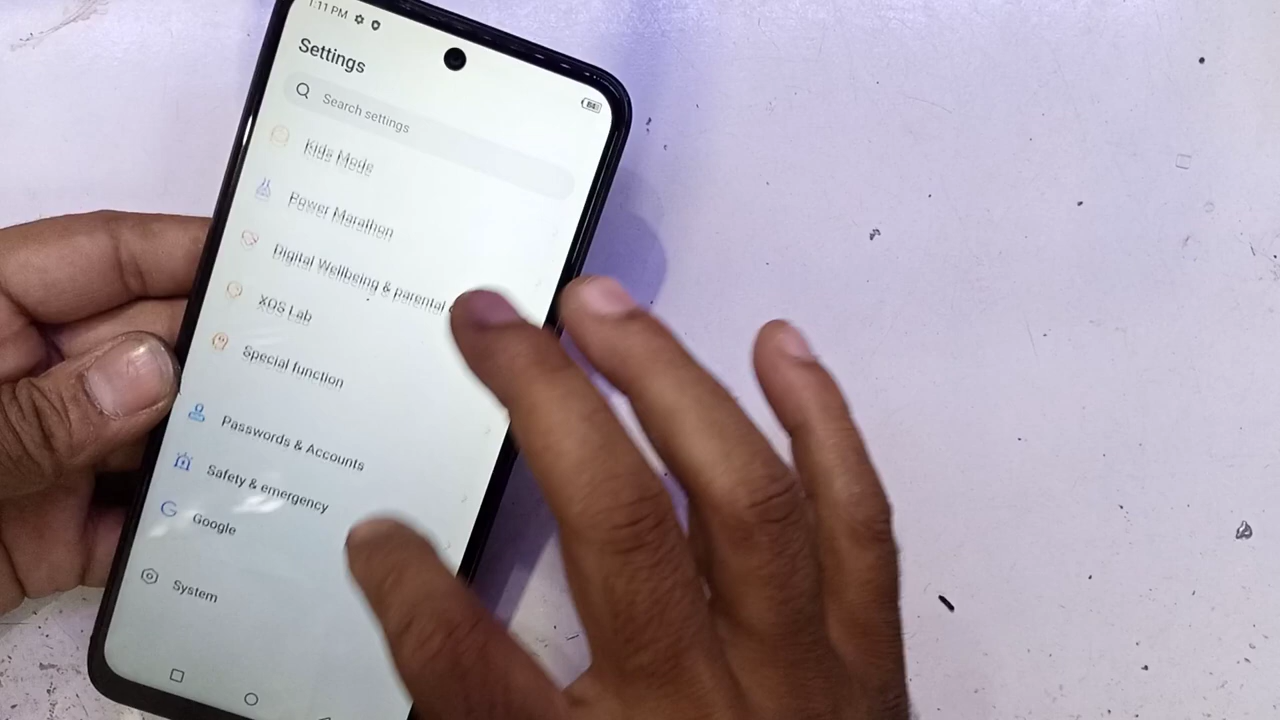 1:11 PM
Settings
Search settings
Kids Mode
Power Marathon
Digital Wellbeing & parental
XOS Lab
Special function
Passwords & Accounts
Safety & emergency
Google
System